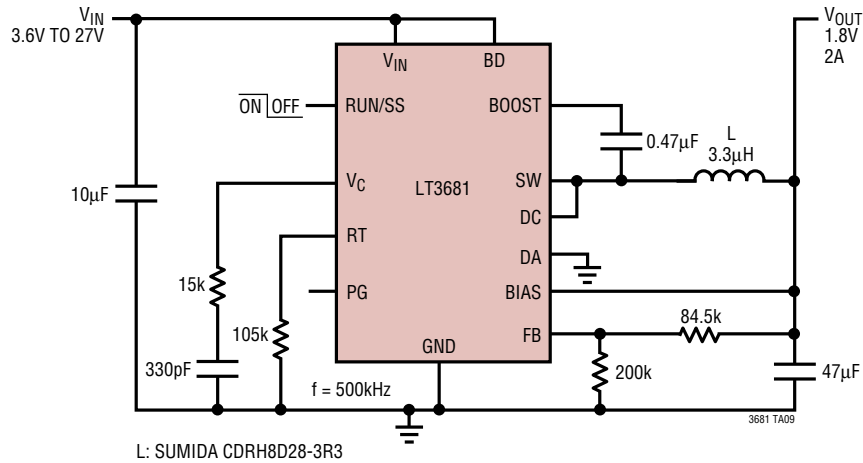 VIN
3.6V TO 27V
VOUT
1.8V
2A
VIN
BD
ON OFF
RUN/SS
BOOST
0.47µF
L
3.3µH
10µF
VC
LT3681
SW
DC
RT
DA
15k
PG
BIAS
105k
84.5k
FB
GND
330pF
f = 500kHz
200k
47µF
3681 TA09
L: SUMIDA CDRH8D28-3R3